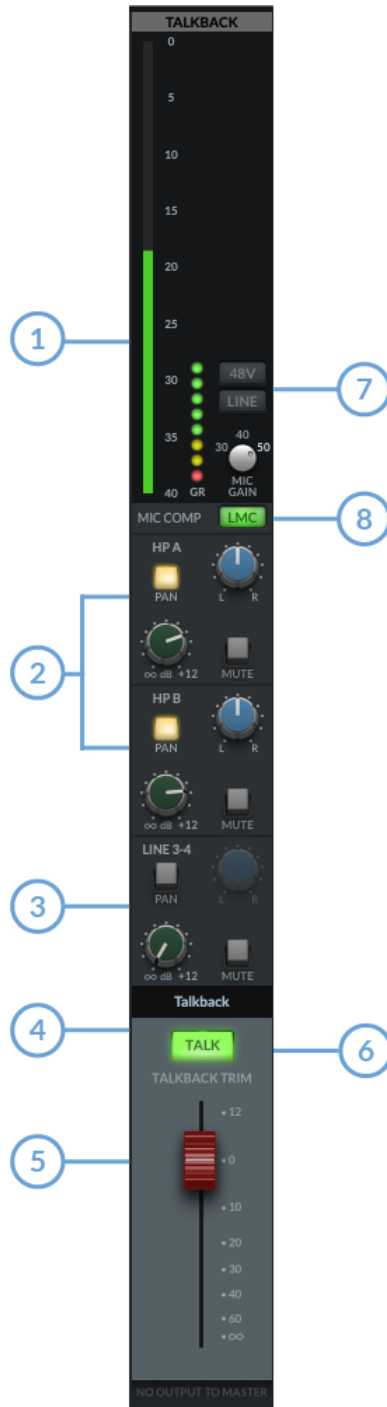 TALKBACK
0
5
10
15
20
25
1
30
48V
7
LINE
35
30 40 50
40 GR MIC GAIN
MIC COMP LMC
8
HP A
PAN L R
2
∞ dB +12 MUTE
HP B
PAN L R
∞ dB +12 MUTE
LINE 3-4
PAN L R
3
∞ dB +12 MUTE
Talkback
4
TALK
6
TALKBACK TRIM
• 12
5
• 0
• 10
• 20
• 30
• 40
• 60
• ∞
NO OUTPUT TO MASTER